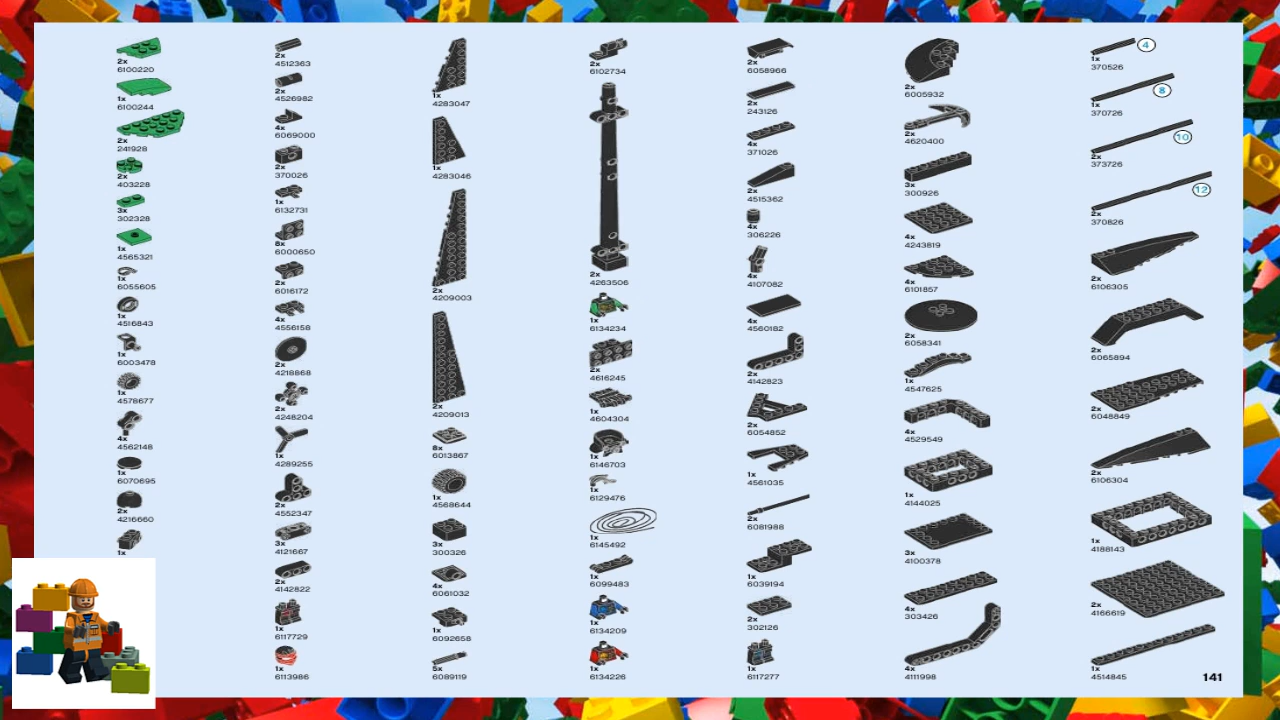 2x
6100220
1x
6100244
2x
241928
2x
403228
3x
302328
1x
4565321
1x
6055605
1x
4516843
1x
6003478
1x
4578677
4x
4562148
1x
6070695
2x
4216660
1x
2x
4512363
2x
4526982
4x
6069000
2x
370026
1x
6132731
8x
6000650
2x
6016172
4x
4556158
2x
4218868
2x
4248204
1x
4289255
2x
4552347
3x
4121667
2x
4142822
1x
6117729
1x
6113986
1x
4283047
1x
4283046
2x
4209003
2x
4209013
8x
6013867
1x
4568644
3x
300326
4x
6061032
1x
6092658
5x
6089119
2x
6102734
2x
4263506
1x
6134234
2x
4616245
1x
4604304
1x
6146703
1x
6129476
1x
6145492
1x
6099483
1x
6134209
1x
6134226
2x
6058966
2x
243126
4x
371026
2x
4515362
4x
306226
4x
4107082
4x
4560182
2x
4142823
2x
6054852
1x
4561035
2x
6081988
1x
6039194
2x
302126
1x
6117277
2x
6005932
2x
4620400
3x
300926
4x
4243819
4x
6101857
2x
6058341
1x
4547625
4x
4529549
1x
4144025
3x
4100378
4x
303426
4x
4111998
4
1x
370526
8
1x
370726
10
2x
373726
12
2x
370826
2x
6106305
2x
6065894
2x
6048849
2x
6106304
1x
4188143
2x
4166619
1x
4514845
141